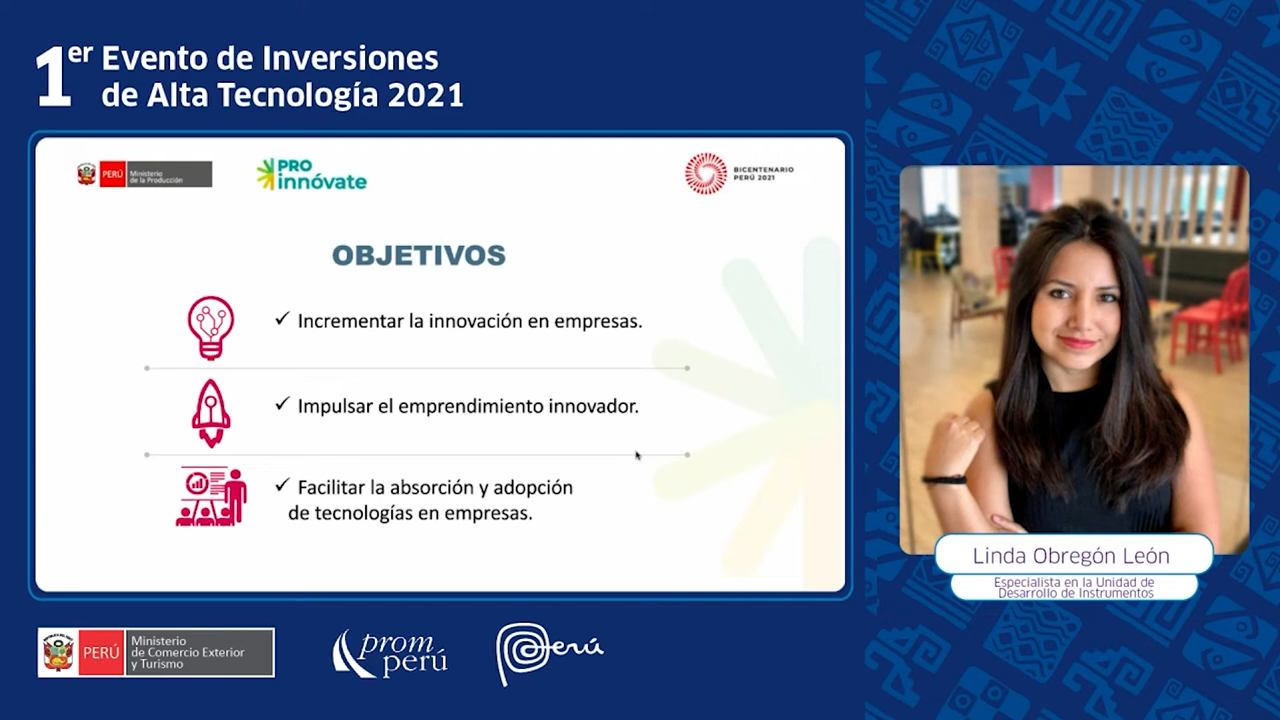 1er Evento de Inversiones
de Alta Tecnología 2021
PERÚ
Ministerio
de la Producción
PRO
innóvate
BICENTENARIO
PERÚ 2021
OBJETIVOS
✓ Incrementar la innovación en empresas.
✓ Impulsar el emprendimiento innovador.
✓ Facilitar la absorción y adopción
de tecnologías en empresas.
Linda Obregón León
Especialista en la Unidad de
Desarrollo de Instrumentos
PERÚ
Ministerio
de Comercio Exterior
y Turismo
prom
perú
Perú